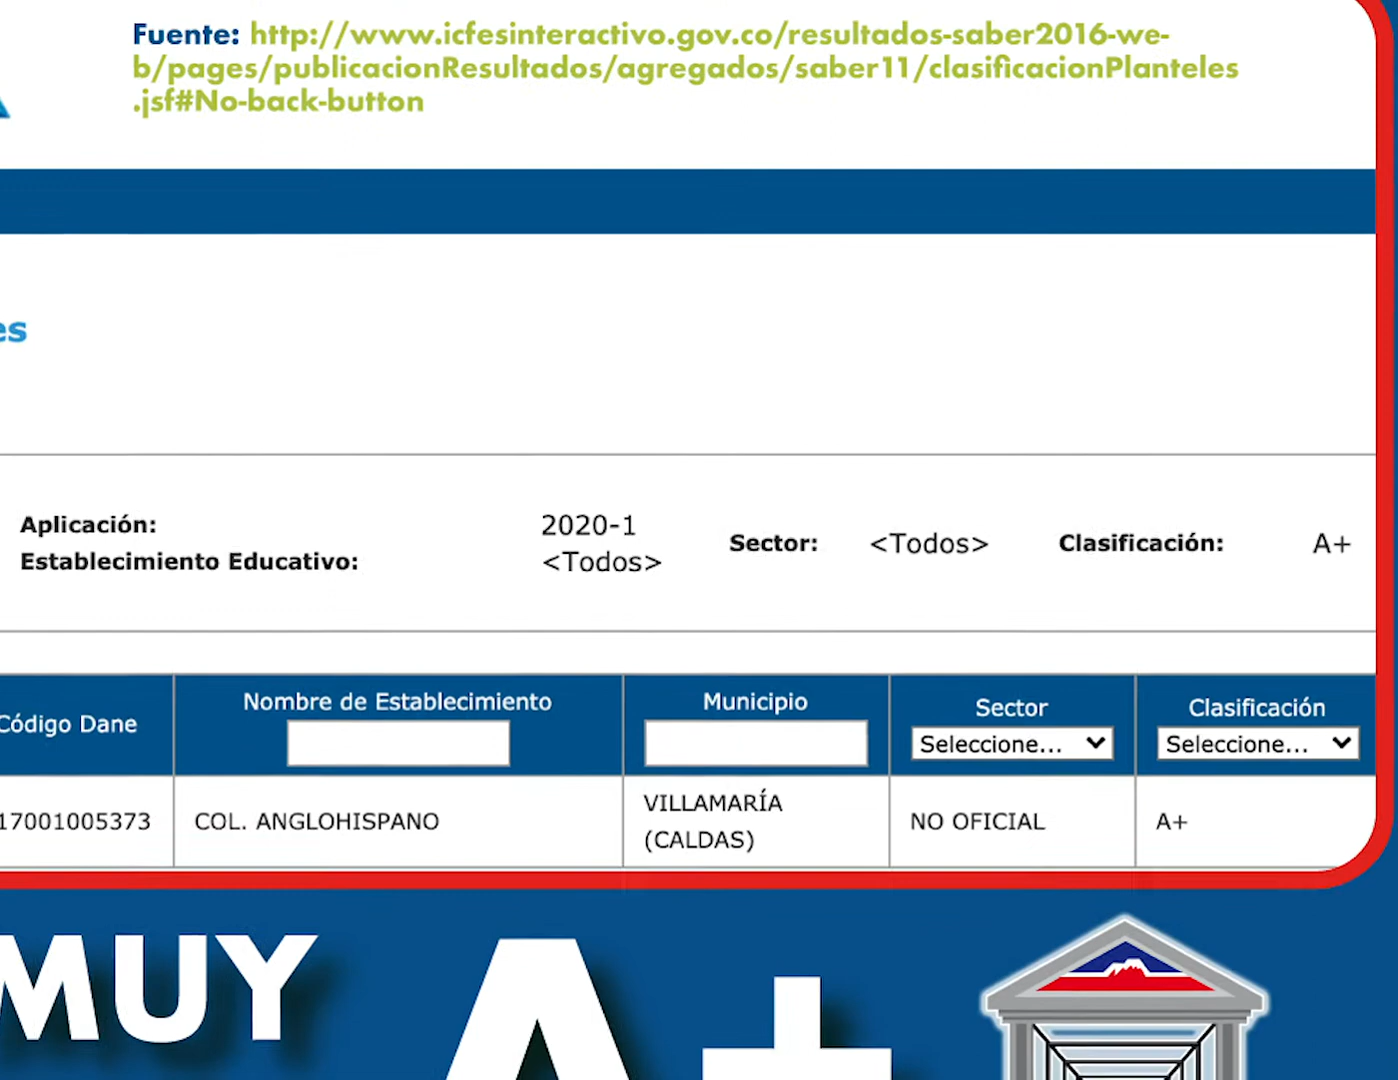 Fuente: http://www.icfesinteractivo.gov.co/resultados-saber2016-we-
b/pages/publicacionResultados/agregados/saber11/clasificacionPlanteles
.jsf#No-back-button
es
Aplicación: 2020-1
Establecimiento Educativo: <Todos>
Sector: <Todos> Clasificación: A+
Código Dane
Nombre de Establecimiento
Municipio
Sector
Seleccione...
Clasificación
Seleccione...
17001005373 COL. ANGLOHISPANO
VILLAMARÍA
(CALDAS)
NO OFICIAL A+
MUY A+